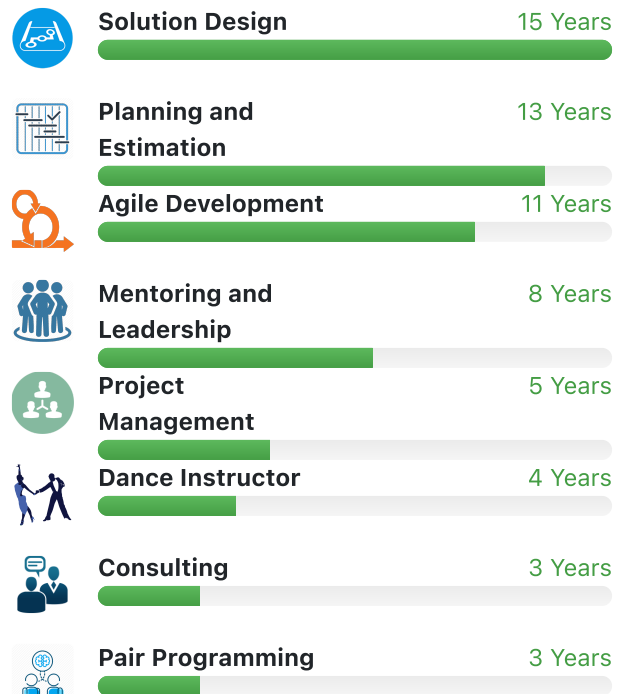 Solution Design 15 Years
Planning and 13 Years
Estimation
Agile Development 11 Years
Mentoring and 8 Years
Leadership
Project 5 Years
Management
Dance Instructor 4 Years
Consulting 3 Years
Pair Programming 3 Years